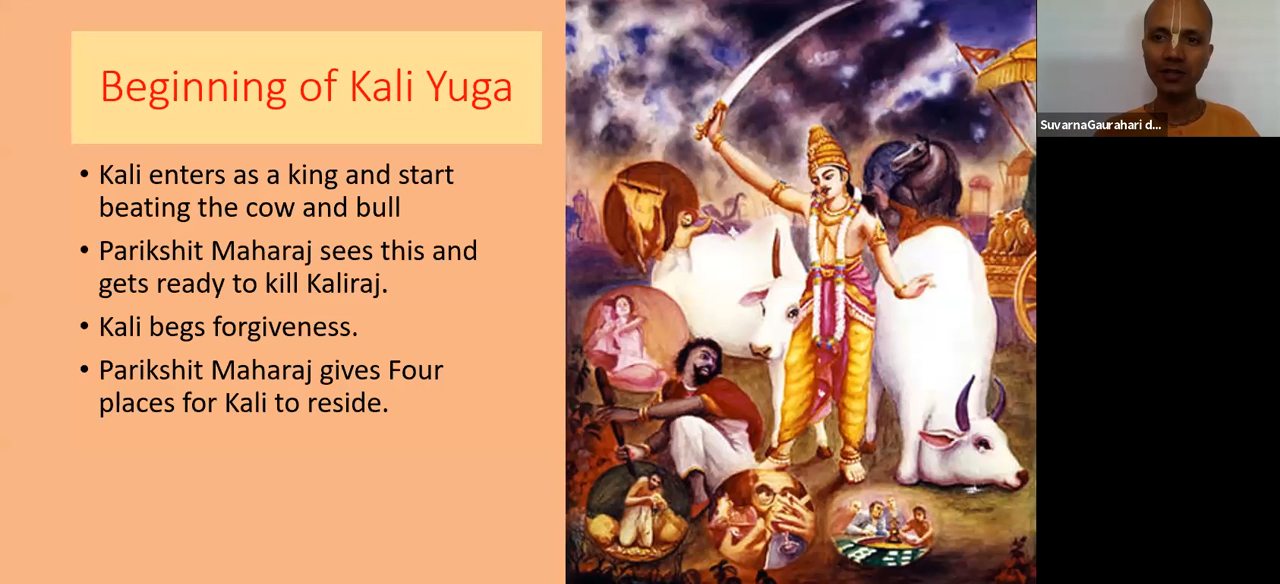 Beginning of Kali Yuga
• Kali enters as a king and start
beating the cow and bull
• Parikshit Maharaj sees this and
gets ready to kill Kaliraj.
• Kali begs forgiveness.
• Parikshit Maharaj gives Four
places for Kali to reside.
SuvarnaGaurahari d...